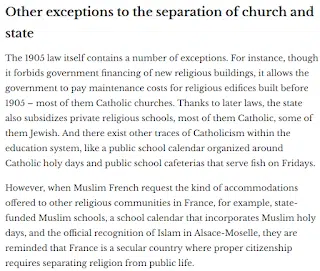 Other exceptions to the separation of church and
state
The 1905 law itself contains a number of exceptions. For instance, though
it forbids government financing of new religious buildings, it allows the
government to pay maintenance costs for religious edifices built before
1905 – most of them Catholic churches. Thanks to later laws, the state
also subsidizes private religious schools, most of them Catholic, some of
them Jewish. And there exist other traces of Catholicism within the
education system, like a public school calendar organized around
Catholic holy days and public school cafeterias that serve fish on Fridays.
However, when Muslim French request the kind of accommodations
offered to other religious communities in France, for example, state-
funded Muslim schools, a school calendar that incorporates Muslim holy
days, and the official recognition of Islam in Alsace-Moselle, they are
reminded that France is a secular country where proper citizenship
requires separating religion from public life.